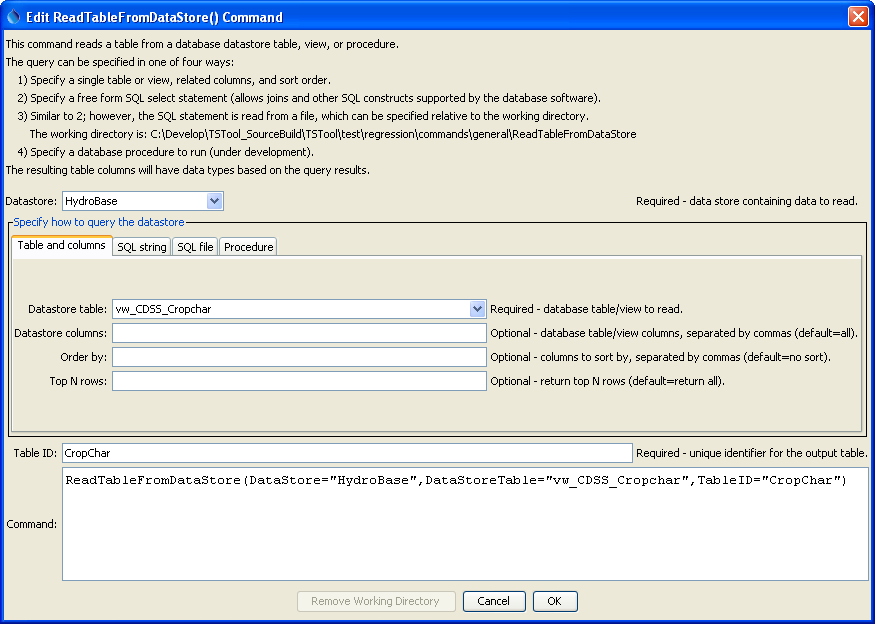 Edit ReadTableFromDataStore() Command
This command reads a table from a database datastore table, view, or procedure.
The query can be specified in one of four ways:
1) Specify a single table or view, related columns, and sort order.
2) Specify a free form SQL select statement (allows joins and other SQL constructs supported by the database software).
3) Similar to 2; however, the SQL statement is read from a file, which can be specified relative to the working directory.
The working directory is: C:\Develop\TSTool_SourceBuild\TSTool\test\regression\commands\general\ReadTableFromDataStore
4) Specify a database procedure to run (under development).
The resulting table columns will have data types based on the query results.
Datastore: HydroBase Required - data store containing data to read.
Specify how to query the datastore
Table and columns SQL string SQL file Procedure
Datastore table: vw_CDSS_Cropchar Required - database table/view to read.
Datastore columns: Optional - database table/view columns, separated by commas (default=all).
Order by: Optional - columns to sort by, separated by commas (default=no sort).
Top N rows: Optional - return top N rows (default=return all).
Table ID: CropChar Required - unique identifier for the output table.
ReadTableFromDataStore(DataStore="HydroBase",DataStoreTable="vw_CDSS_Cropchar",TableID="CropChar")
Command:
Remove Working Directory Cancel OK